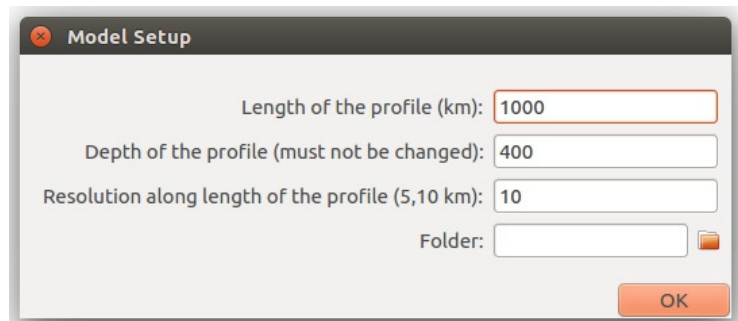 Model Setup
Length of the profile (km): 1000
Depth of the profile (must not be changed): 400
Resolution along length of the profile (5,10 km): 10
Folder:
OK